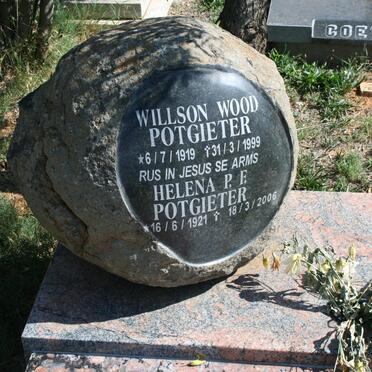 WILLSON WOOD
POTGIETER
*6/7/1919 †31/3/1999
RUS IN JESUS SE ARMS
HELENA P. F.
POTGIETER
*16/6/1921 † 18/3/2006